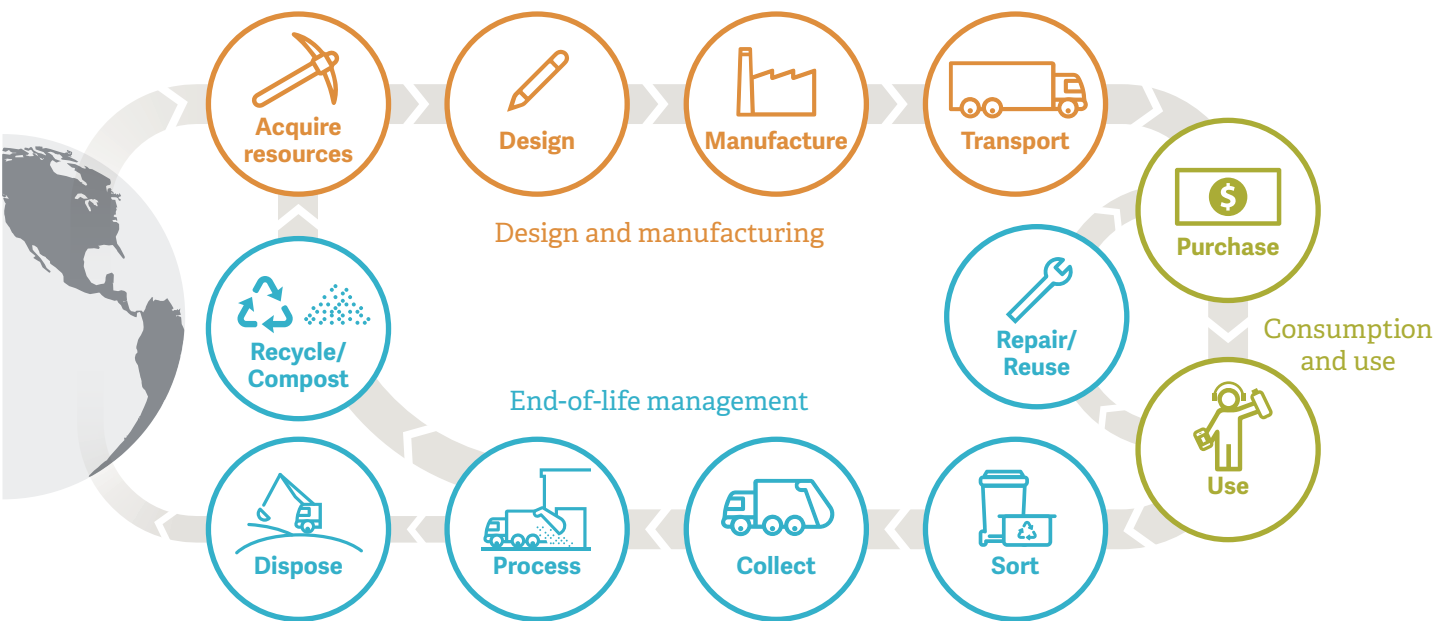 Acquire
resources
Design
Manufacture
Transport
Design and manufacturing
$
Purchase
Consumption
and use
Repair/
Reuse
Use
Recycle/
Compost
End-of-life management
Dispose
Process
Collect
Sort